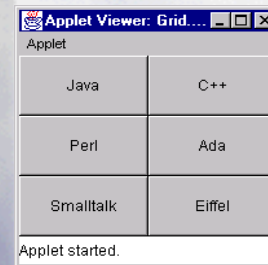 Applet Viewer: Grid....
Applet
Java C++
Perl Ada
Smalltalk Eiffel
Applet started.